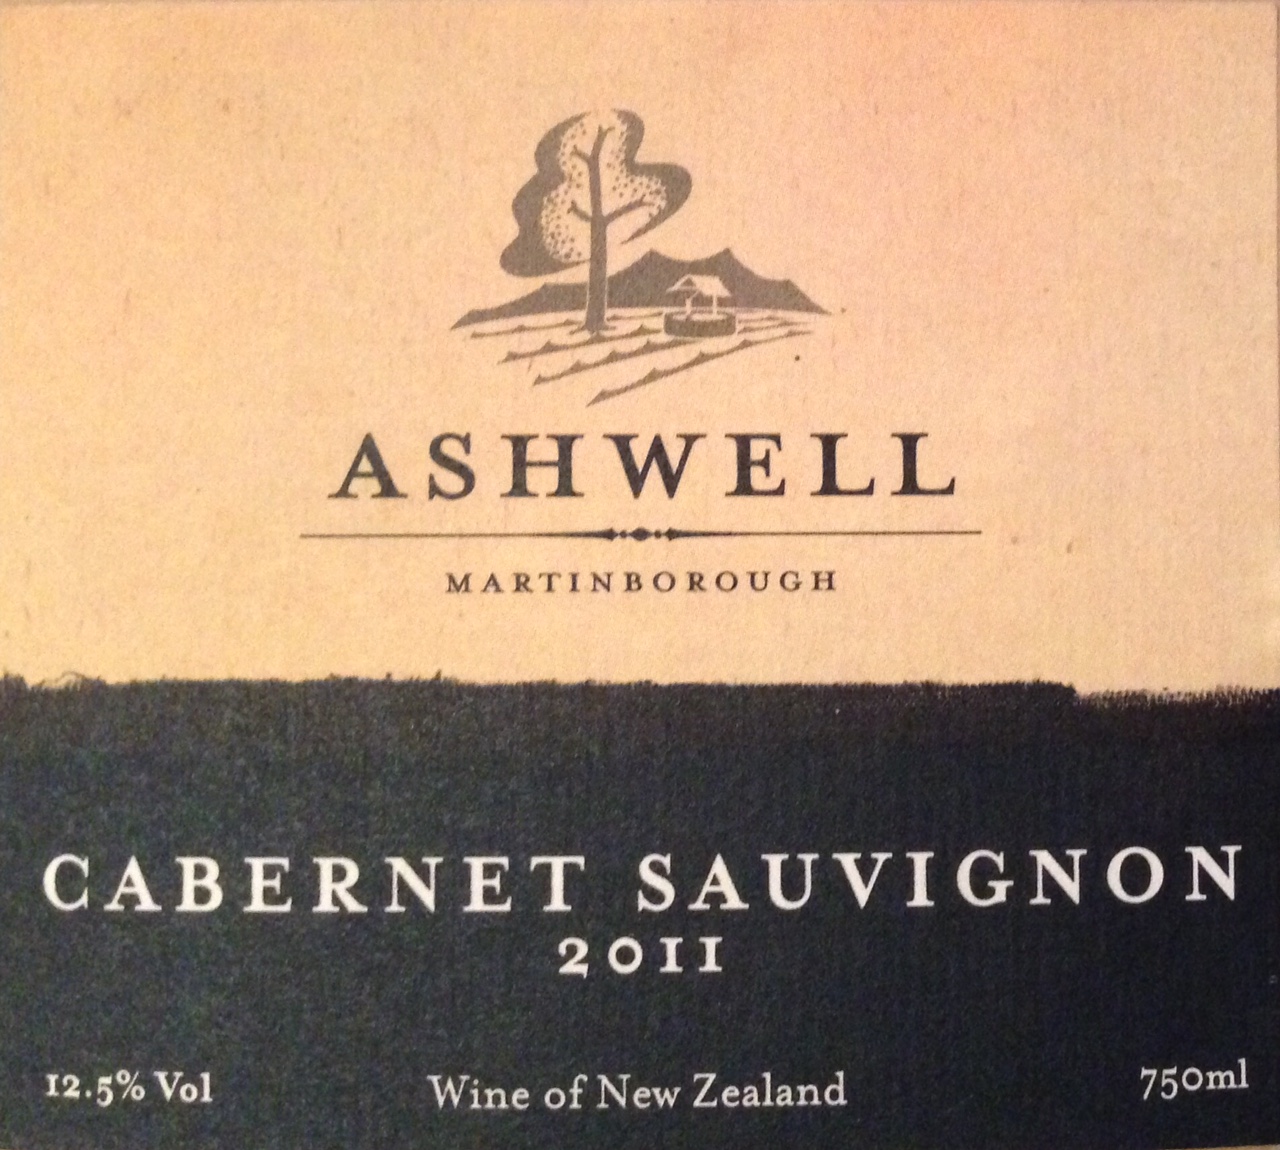 ASHWELL
MARTINBOROUGH
CABERNET SAUVIGNON
2011
12.5% Vol Wine of New Zealand 750ml